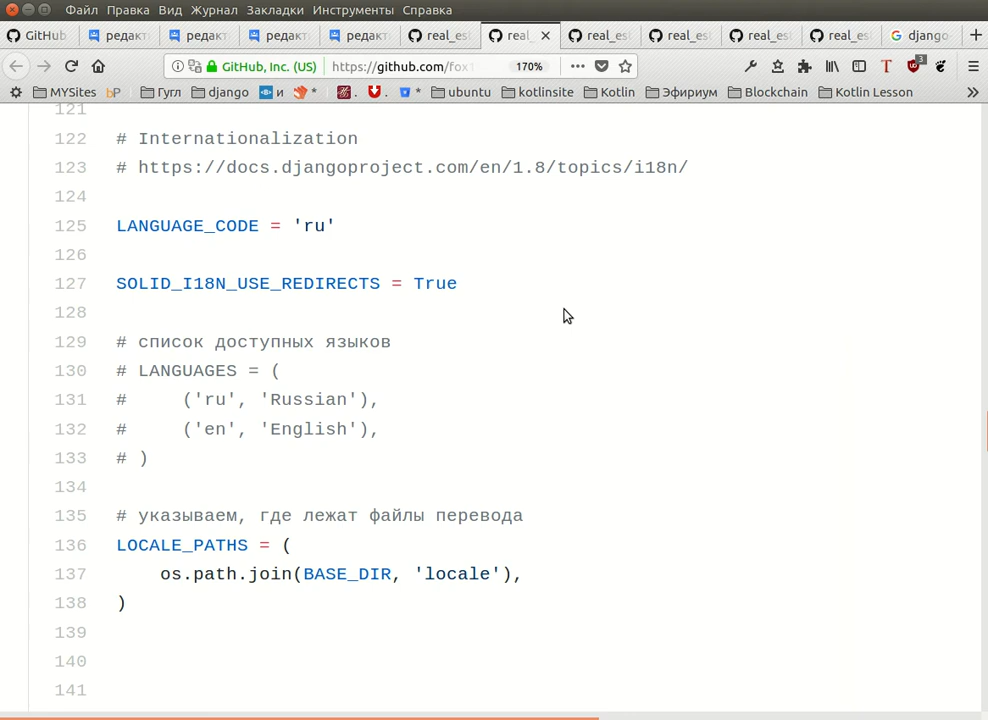 Файл Правка Вид Журнал Закладки Инструменты Справка
GitHub редакт редакт редакт редакт real_es real_ real_es real_es real_es real_es django
GitHub, Inc. (US) https://github.com/fox 170% 3
MYSites bP Гугл django и * . . * ubuntu kotlinsite Kotlin Эфириум Blockchain Kotlin Lesson
121
122 # Internationalization
123 # https://docs.djangoproject.com/en/1.8/topics/i18n/
124
125 LANGUAGE_CODE = 'ru'
126
127 SOLID_I18N_USE_REDIRECTS = True
128
129 # список доступных языков
130 # LANGUAGES = (
131 #     ('ru', 'Russian'),
132 #     ('en', 'English'),
133 # )
134
135 # указываем, где лежат файлы перевода
136 LOCALE_PATHS = (
137     os.path.join(BASE_DIR, 'locale'),
138 )
139
140
141